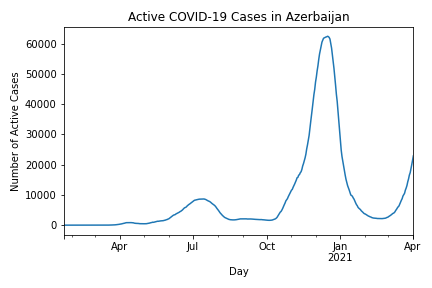 Active COVID-19 Cases in Azerbaijan
Number of Active Cases
60000
50000
40000
30000
20000
10000
0
Apr
Jul
Oct
Jan
2021
Apr
Day